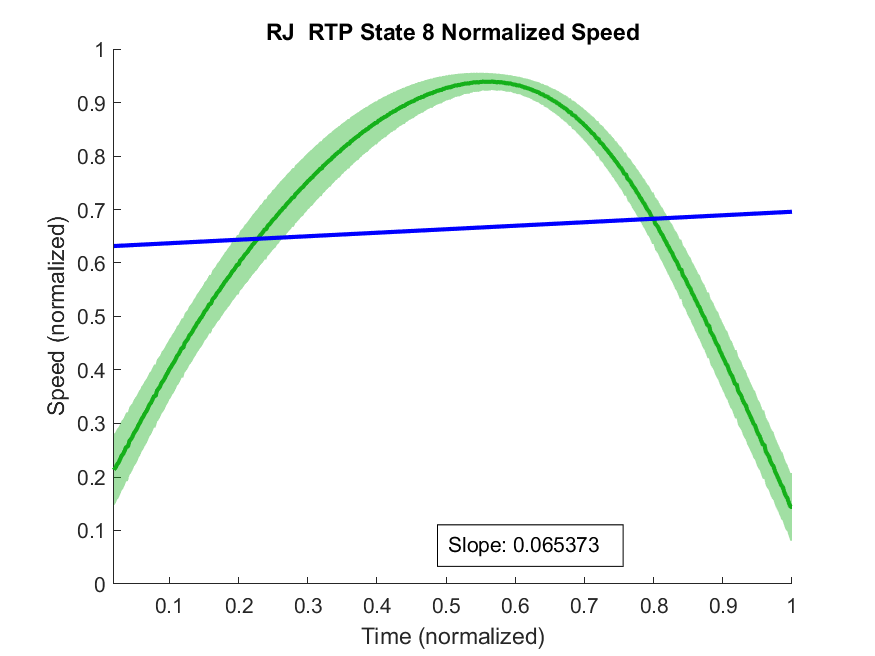 RJ  RTP State 8 Normalized Speed
1
0.9
0.8
0.7
0.6
0.5
0.4
0.3
0.2
0.1
0
Speed (normalized)
Slope: 0.065373
0.1 0.2 0.3 0.4 0.5 0.6 0.7 0.8 0.9 1
Time (normalized)